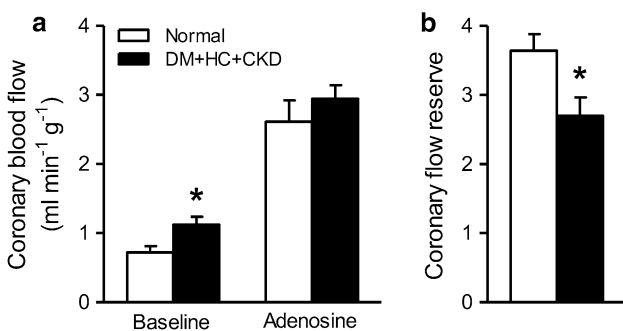 a
Normal
DM+HC+CKD
Coronary blood flow
(ml min⁻¹ g⁻¹)
4
3
2
1
0
*
Baseline
Adenosine
b
Coronary flow reserve
4
3
2
1
0
*